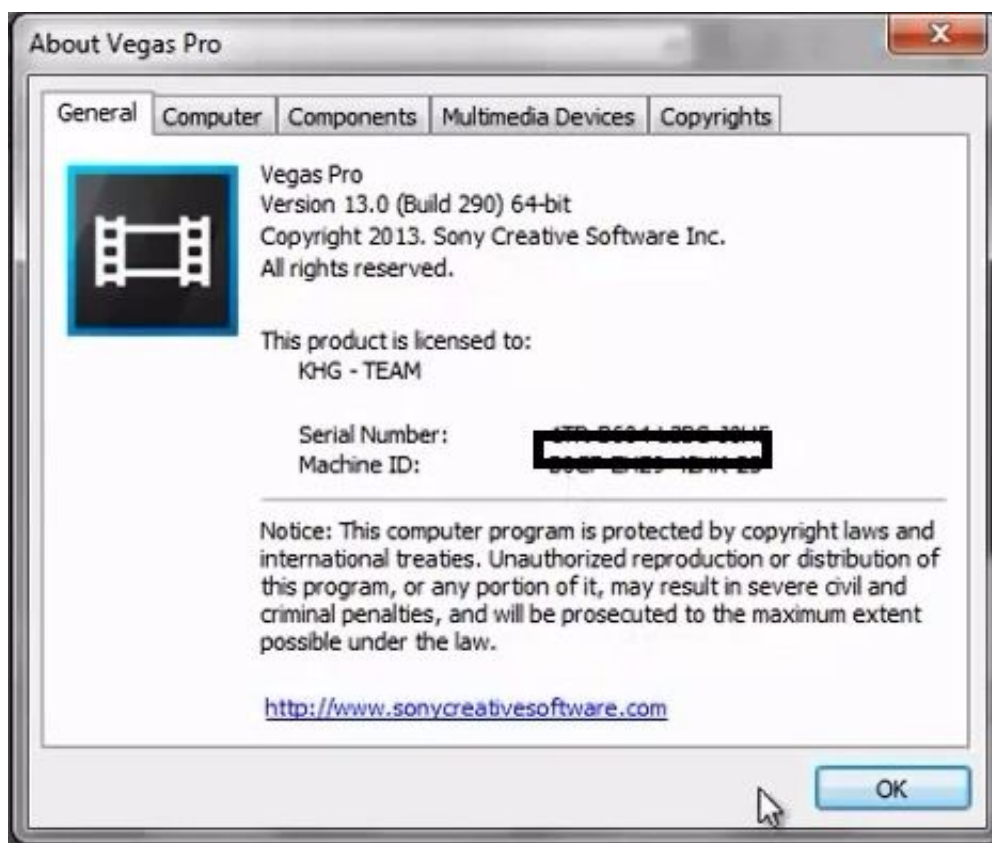 About Vegas Pro
General Computer Components Multimedia Devices Copyrights
Vegas Pro
Version 13.0 (Build 290) 64-bit
Copyright 2013. Sony Creative Software Inc.
All rights reserved.
This product is licensed to:
KHG - TEAM
Serial Number:
Machine ID:
Notice: This computer program is protected by copyright laws and
international treaties. Unauthorized reproduction or distribution of
this program, or any portion of it, may result in severe civil and
criminal penalties, and will be prosecuted to the maximum extent
possible under the law.
http://www.sonycreativesoftware.com
OK